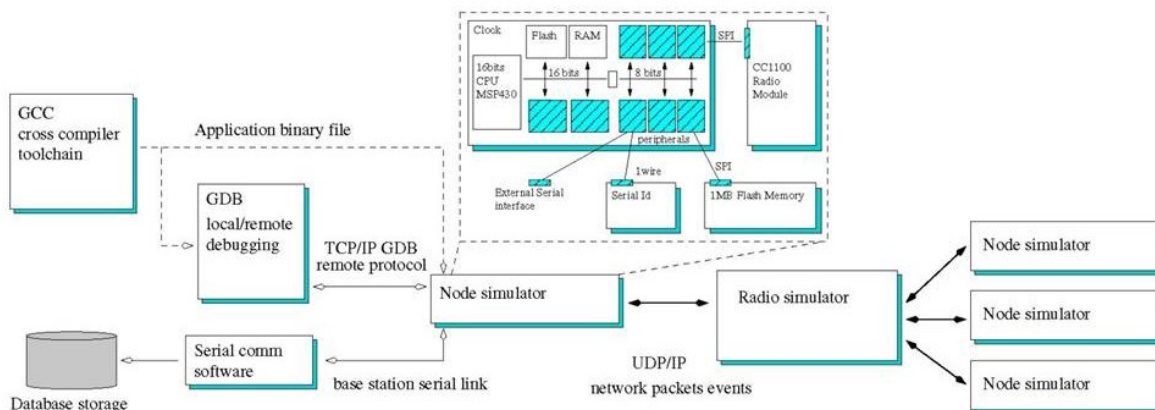 Clock
Flash
RAM
SPI
16bits
CPU
MSP430
16 bits
8 bits
CC1100
Radio
Module
peripherals
GCC
cross compiler
toolchain
Application binary file
1wire
SPI
External Serial
interface
Serial Id
1MB Flash Memory
GDB
local/remote
debugging
TCP/IP GDB
remote protocol
Node simulator
Radio simulator
Node simulator
Node simulator
Node simulator
Serial comm
software
base station serial link
UDP/IP
network packets events
Database storage